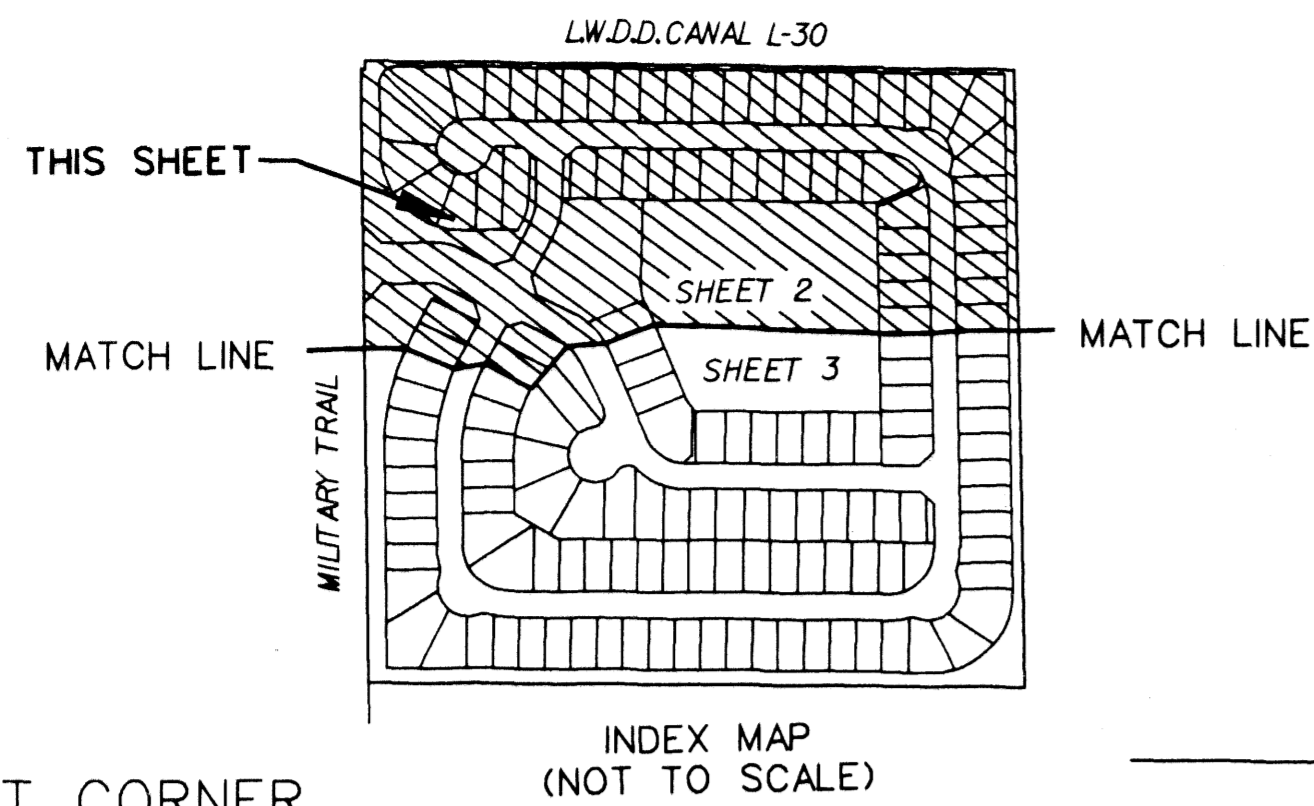 L.W.D.D. CANAL L-30
THIS SHEET
SHEET 2
MATCH LINE
MATCH LINE
SHEET 3
MILITARY TRAIL
INDEX MAP
(NOT TO SCALE)
T CORNER